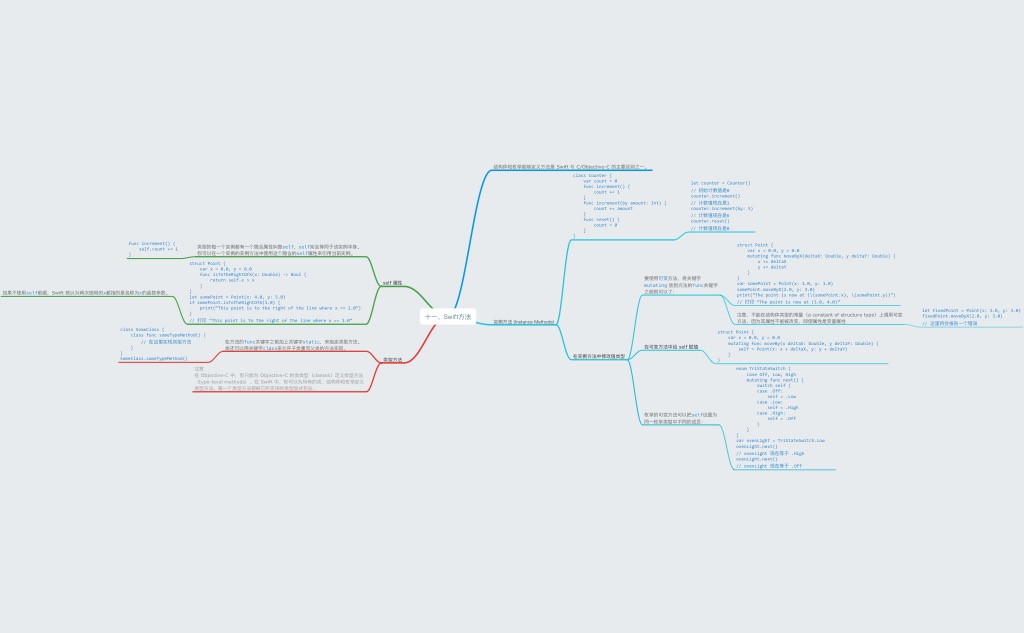 十一、Swift方法
结构体和枚举能够定义方法是 Swift 与 C/Objective-C 的主要区别之一。
实例方法 (Instance Methods)
class Counter {
var count = 0
func increment() {
count += 1
}
func increment(by amount: Int) {
count += amount
}
func reset() {
count = 0
}
}
let counter = Counter()
// 初始计数值是0
counter.increment()
// 计数值现在是1
counter.increment(by: 5)
// 计数值现在是6
counter.reset()
// 计数值现在是0
在实例方法中修改值类型
要使用可变方法，将关键字
mutating 放到方法的func关键字
之前就可以了：
struct Point {
var x = 0.0, y = 0.0
mutating func moveByX(deltaX: Double, y deltaY: Double) {
x += deltaX
y += deltaY
}
}
var somePoint = Point(x: 1.0, y: 1.0)
somePoint.moveByX(2.0, y: 3.0)
print("The point is now at (\(somePoint.x), \(somePoint.y))")
// 打印 "The point is now at (3.0, 4.0)"
注意，不能在结构体类型的常量（a constant of structure type）上调用可变
方法，因为其属性不能被改变，即使属性是变量属性
let fixedPoint = Point(x: 3.0, y: 3.0)
fixedPoint.moveByX(2.0, y: 3.0)
// 这里将会报告一个错误
在可变方法中给 self 赋值
struct Point {
var x = 0.0, y = 0.0
mutating func moveBy(x deltaX: Double, y deltaY: Double) {
self = Point(x: x + deltaX, y: y + deltaY)
}
}
枚举的可变方法可以把self设置为
同一枚举类型中不同的成员：
enum TriStateSwitch {
case Off, Low, High
mutating func next() {
switch self {
case .Off:
self = .Low
case .Low:
self = .High
case .High:
self = .Off
}
}
}
var ovenLight = TriStateSwitch.Low
ovenLight.next()
// ovenLight 现在等于 .High
ovenLight.next()
// ovenLight 现在等于 .Off
self 属性
类型的每一个实例都有一个隐含属性叫做self，self完全等同于该实例本身。
你可以在一个实例的实例方法中使用这个隐含的self属性来引用当前实例。
func increment() {
self.count += 1
}
struct Point {
var x = 0.0, y = 0.0
func isToTheRightOfX(x: Double) -> Bool {
return self.x > x
}
}
let somePoint = Point(x: 4.0, y: 5.0)
if somePoint.isToTheRightOfX(1.0) {
print("This point is to the right of the line where x == 1.0")
}
// 打印 "This point is to the right of the line where x == 1.0"
如果不使用self前缀，Swift 就认为两次使用的x都指的是名称为x的函数参数。
类型方法
在方法的func关键字之前加上关键字static，来指定类型方法。
类还可以用关键字class来允许子类重写父类的方法实现。
class SomeClass {
class func someTypeMethod() {
// 在这里实现类型方法
}
}
SomeClass.someTypeMethod()
注意
在 Objective-C 中，你只能为 Objective-C 的类类型（classes）定义类型方法
（type-level methods）。在 Swift 中，你可以为所有的类、结构体和枚举定义
类型方法。每一个类型方法都被它所支持的类型显式包含。